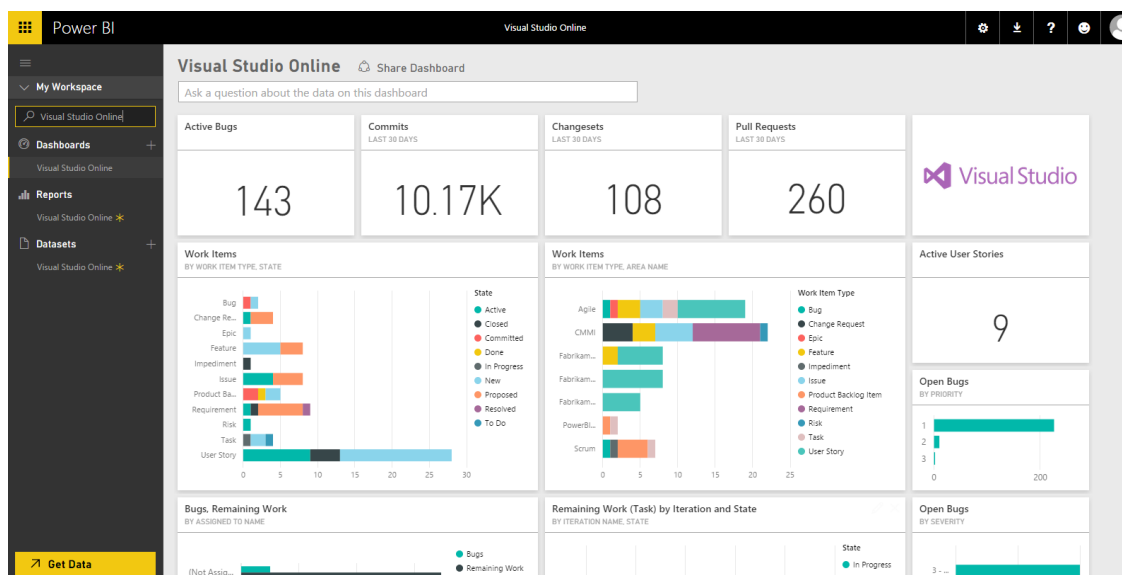 Power BI
Visual Studio Online
?
My Workspace
Visual Studio Online
Dashboards +
Visual Studio Online
Reports
Visual Studio Online
Datasets +
Visual Studio Online
Get Data
Visual Studio Online Share Dashboard
Ask a question about the data on this dashboard
Active Bugs
143
Commits
LAST 30 DAYS
10.17K
Changesets
LAST 30 DAYS
108
Pull Requests
LAST 30 DAYS
260
Visual Studio
Work Items
BY WORK ITEM TYPE, STATE
Bug
Change Re...
Epic
Feature
Impediment
Issue
Product Ba...
Requirement
Risk
Task
User Story
0 5 10 15 20 25 30
State
Active
Closed
Committed
Done
In Progress
New
Proposed
Resolved
To Do
Work Items
BY WORK ITEM TYPE, AREA NAME
Agile
CMMI
Fabrikam...
Fabrikam...
Fabrikam...
PowerBI...
Scrum
0 5 10 15 20 25
Work Item Type
Bug
Change Request
Epic
Feature
Impediment
Issue
Product Backlog Item
Requirement
Risk
Task
User Story
Active User Stories
9
Open Bugs
BY PRIORITY
1
2
3
0 200
Bugs, Remaining Work
BY ASSIGNED TO NAME
Bugs
Remaining Work
(Not Assig...
Remaining Work (Task) by Iteration and State
BY ITERATION NAME, STATE
State
In Progress
Open Bugs
BY SEVERITY
3 - ...